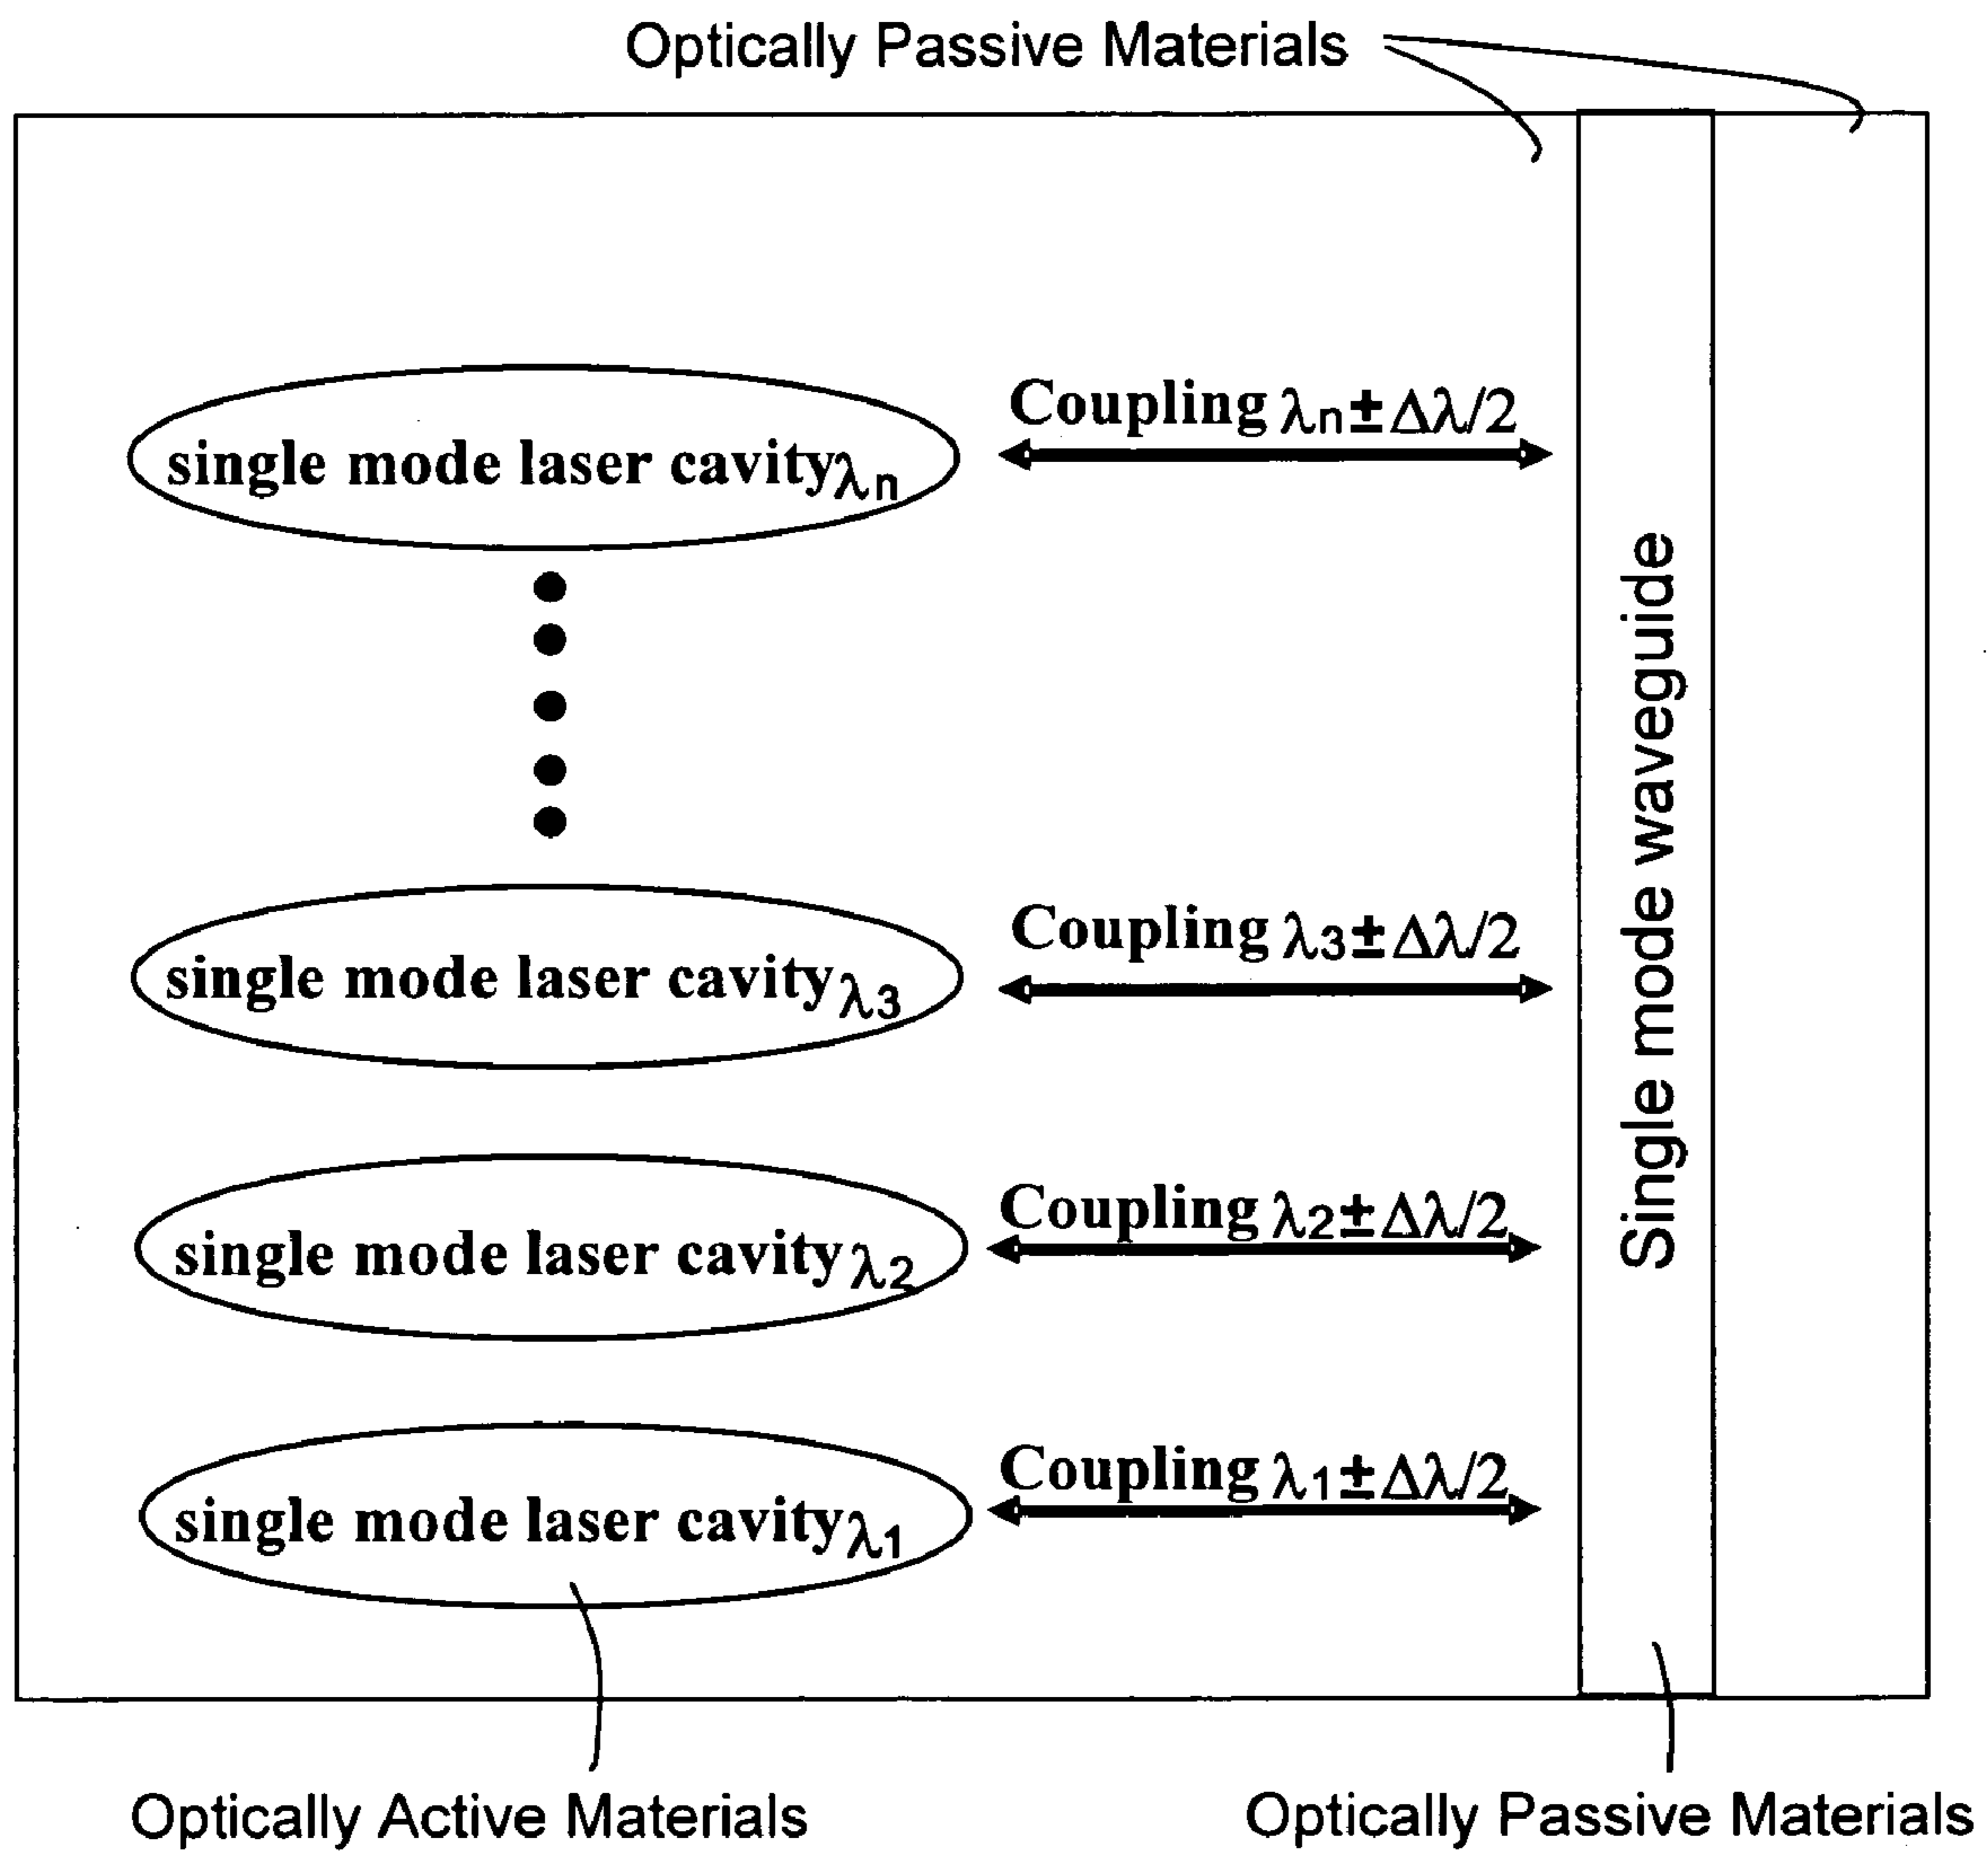 Optically Passive Materials
Coupling λn±Δλ/2
single mode laser cavityλn
Coupling λ3±Δλ/2
single mode laser cavityλ3
Coupling λ2±Δλ/2
single mode laser cavityλ2
Coupling λ1±Δλ/2
single mode laser cavityλ1
Single mode waveguide
Optically Active Materials
Optically Passive Materials